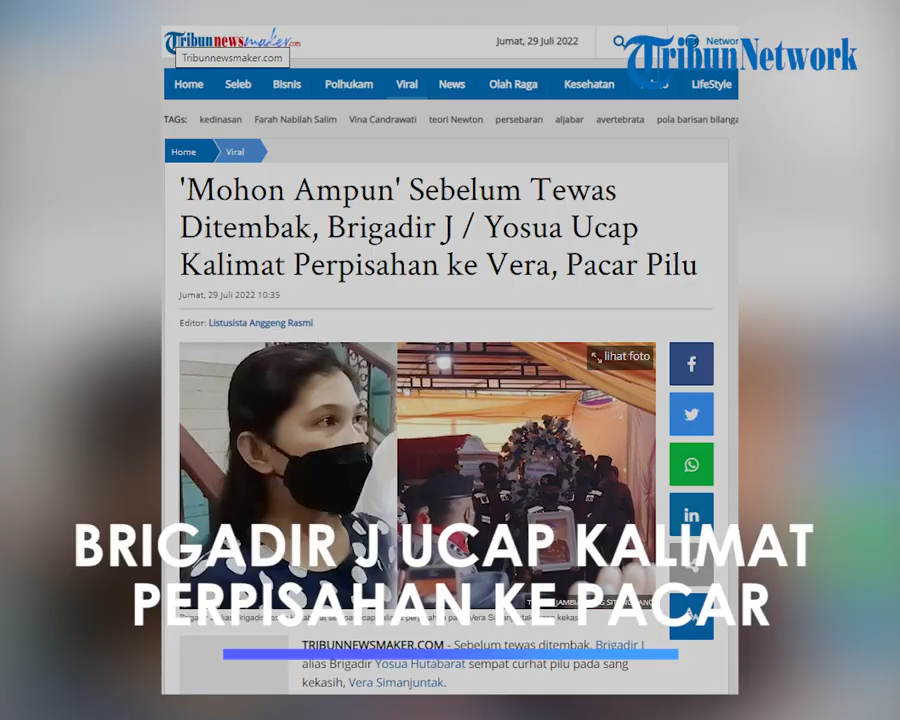 Tribunnewsmaker.com
Jumat, 29 Juli 2022
Networ
TribunNetwork
Tribunnewsmaker.com
Home Seleb Bisnis Polhukam Viral News Olah Raga Kesehatan LifeStyle
TAGs: kedinasan Farah Nabilah Salim Vina Candrawati teori Newton persebaran aljabar avertebrata pola barisan bilanga
Home Viral
'Mohon Ampun' Sebelum Tewas
Ditembak, Brigadir J / Yosua Ucap
Kalimat Perpisahan ke Vera, Pacar Pilu
Jumat, 29 Juli 2022 10:35
Editor: Listusista Anggeng Rasmi
lihat foto
BRIGADIR J UCAP KALIMAT
PERPISAHAN KE PACAR
TRIBUNNEWSMAKER.COM - Sebelum tewas ditembak, Brigadir J
alias Brigadir Yosua Hutabarat sempat curhat pilu pada sang
kekasih, Vera Simanjuntak.